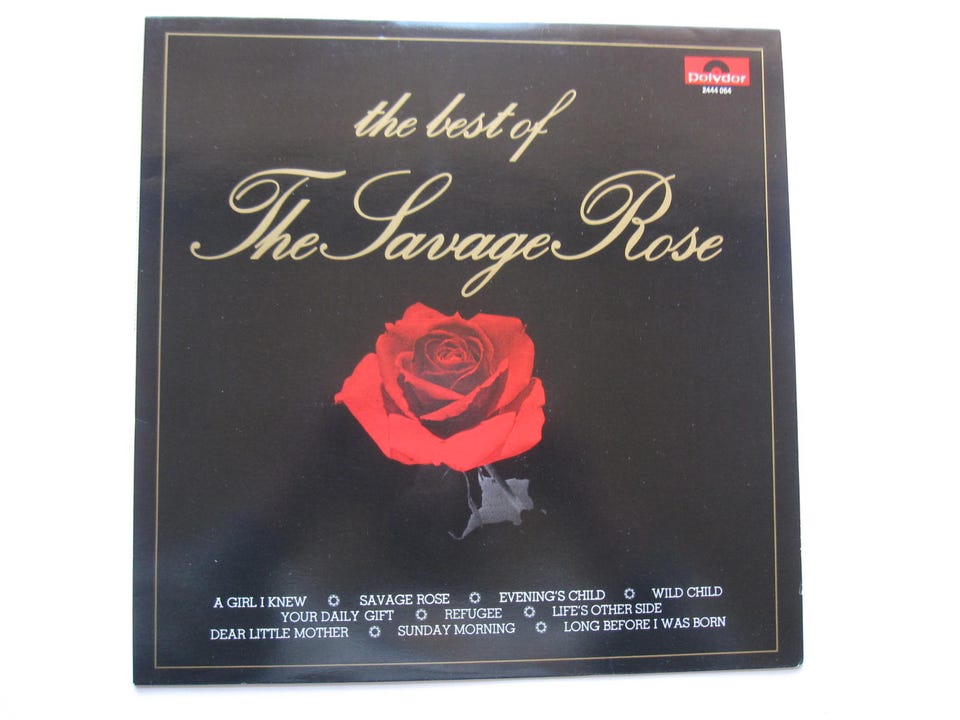 polydor
2444 064
the best of
The Savage Rose
A GIRL I KNEW SAVAGE ROSE EVENING'S CHILD WILD CHILD
YOUR DAILY GIFT REFUGEE LIFE'S OTHER SIDE
DEAR LITTLE MOTHER SUNDAY MORNING LONG BEFORE I WAS BORN